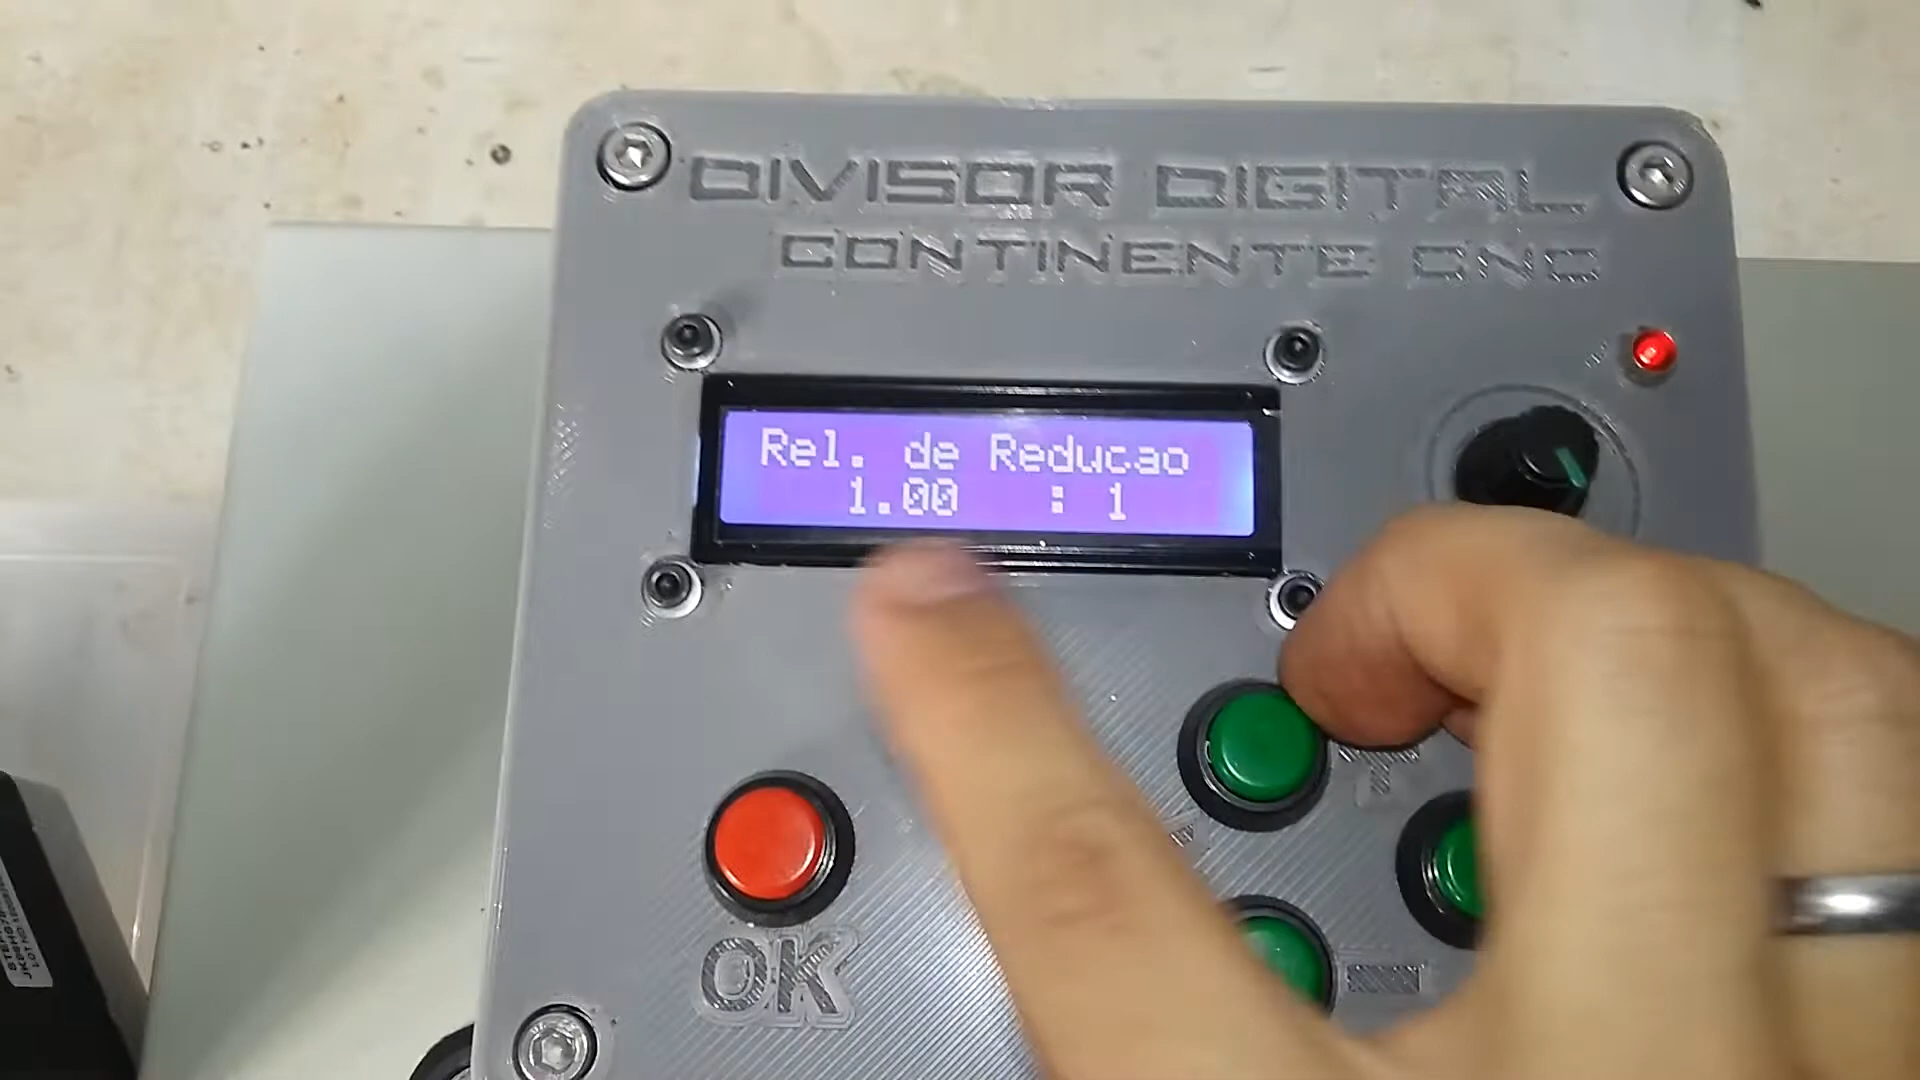 DIVISOR DIGITAL
CONTINENTE CNC
Rel. de Reducao
1.00 : 1
OK